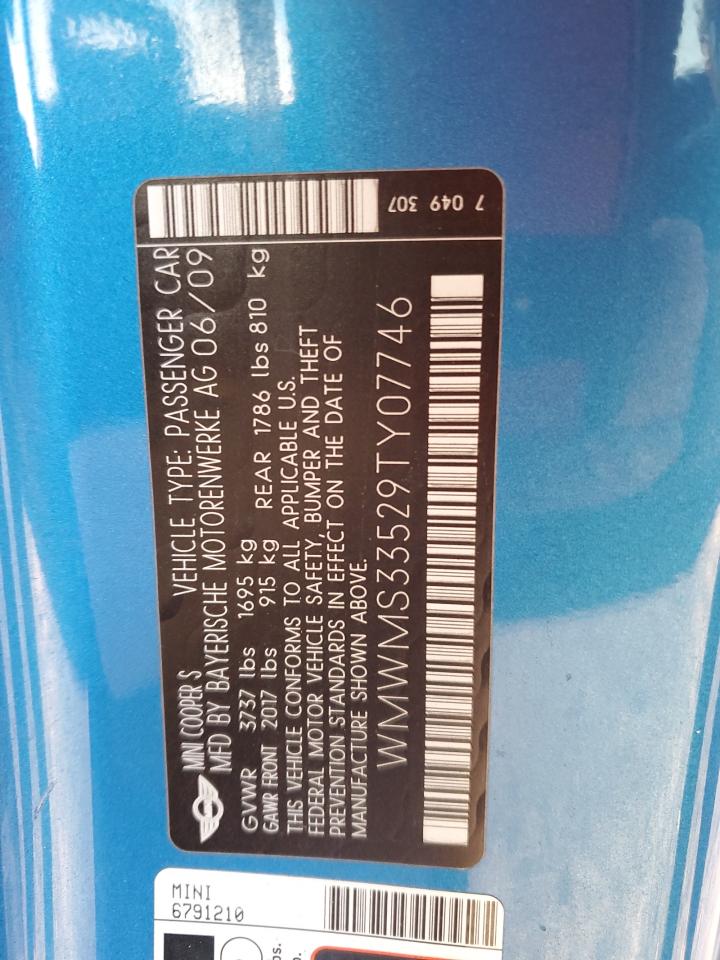 MINI COOPER S VEHICLE TYPE: PASSENGER CAR
MFD BY BAYERISCHE MOTORENWERKE AG 06/09
GVWR 3737 lbs 1695 kg
GAWR FRONT 2017 lbs 915 kg REAR 1786 lbs 810 kg
THIS VEHICLE CONFORMS TO ALL APPLICABLE U.S.
FEDERAL MOTOR VEHICLE SAFETY, BUMPER AND THEFT
PREVENTION STANDARDS IN EFFECT ON THE DATE OF
MANUFACTURE SHOWN ABOVE.
WMWMS33529TY07746
7 049 307
MINI
6791210